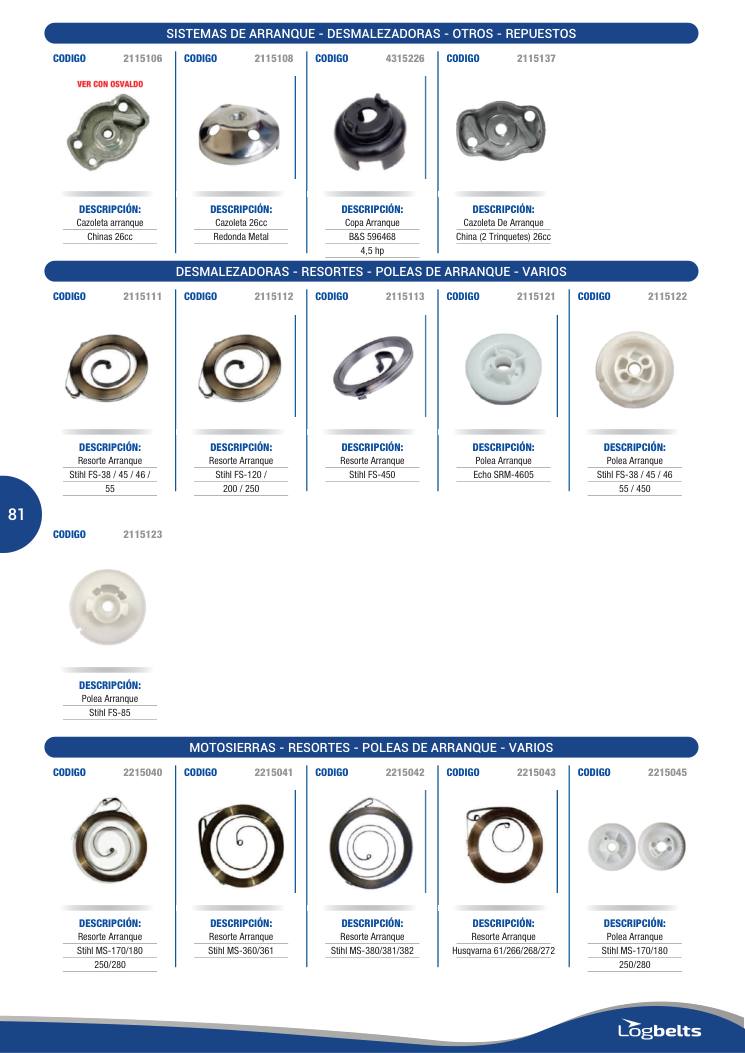 SISTEMAS DE ARRANQUE - DESMALEZADORAS - OTROS - REPUESTOS
CODIGO 2115106
VER CON OSVALDO
DESCRIPCIÓN:
Cazoleta arranque
Chinas 26cc
CODIGO 2115108
DESCRIPCIÓN:
Cazoleta 26cc
Redonda Metal
CODIGO 4315226
DESCRIPCIÓN:
Copa Arranque
B&S 596468
4,5 hp
CODIGO 2115137
DESCRIPCIÓN:
Cazoleta De Arranque
China (2 Trinquetes) 26cc
DESMALEZADORAS - RESORTES - POLEAS DE ARRANQUE - VARIOS
CODIGO 2115111
DESCRIPCIÓN:
Resorte Arranque
Stihl FS-38 / 45 / 46 /
55
CODIGO 2115112
DESCRIPCIÓN:
Resorte Arranque
Stihl FS-120 /
200 / 250
CODIGO 2115113
DESCRIPCIÓN:
Resorte Arranque
Stihl FS-450
CODIGO 2115121
DESCRIPCIÓN:
Polea Arranque
Echo SRM-4605
CODIGO 2115122
DESCRIPCIÓN:
Polea Arranque
Stihl FS-38 / 45 / 46
55 / 450
81
CODIGO 2115123
DESCRIPCIÓN:
Polea Arranque
Stihl FS-85
MOTOSIERRAS - RESORTES - POLEAS DE ARRANQUE - VARIOS
CODIGO 2215040
DESCRIPCIÓN:
Resorte Arranque
Stihl MS-170/180
250/280
CODIGO 2215041
DESCRIPCIÓN:
Resorte Arranque
Stihl MS-360/361
CODIGO 2215042
DESCRIPCIÓN:
Resorte Arranque
Stihl MS-380/381/382
CODIGO 2215043
DESCRIPCIÓN:
Resorte Arranque
Husqvarna 61/266/268/272
CODIGO 2215045
DESCRIPCIÓN:
Polea Arranque
Stihl MS-170/180
250/280
Logbelts